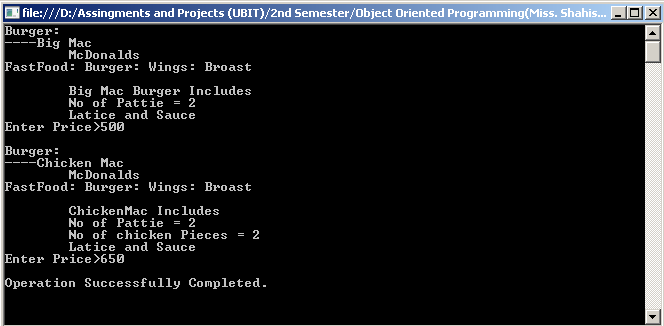 file:///D:/Assingments and Projects (UBIT)/2nd Semester/Object Oriented Programming(Miss. Shahis...
Burger:
----Big Mac
McDonalds
FastFood: Burger: Wings: Broast
Big Mac Burger Includes
No of Pattie = 2
Latice and Sauce
Enter Price>500
Burger:
----Chicken Mac
McDonalds
FastFood: Burger: Wings: Broast
ChickenMac Includes
No of Pattie = 2
No of chicken Pieces = 2
Latice and Sauce
Enter Price>650
Operation Successfully Completed.